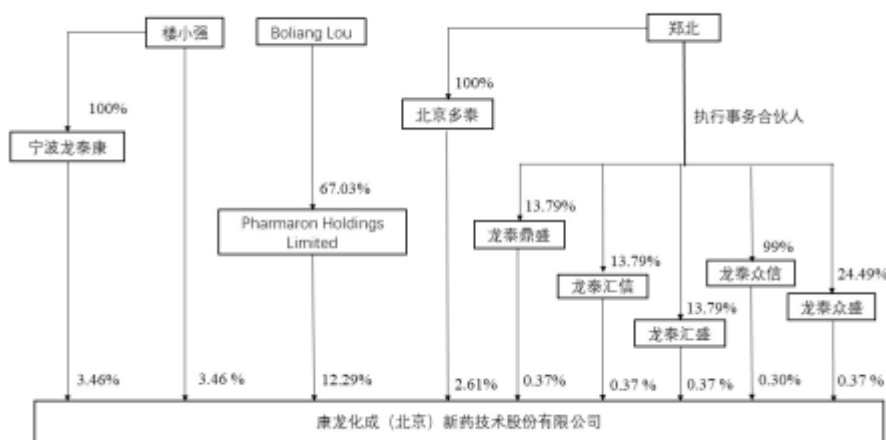 楼小强
Boliang Lou
郑北
100%
100%
北京多泰
执行事务合伙人
宁波龙泰康
67.03%
Pharmaron Holdings
Limited
13.79%
龙泰鼎盛
13.79%
龙泰汇信
13.79%
龙泰汇盛
99%
龙泰众信
24.49%
龙泰众盛
3.46%
3.46 %
12.29%
2.61%
0.37%
0.37 %
0.37 %
0.30%
0.37 %
康龙化成（北京）新药技术股份有限公司